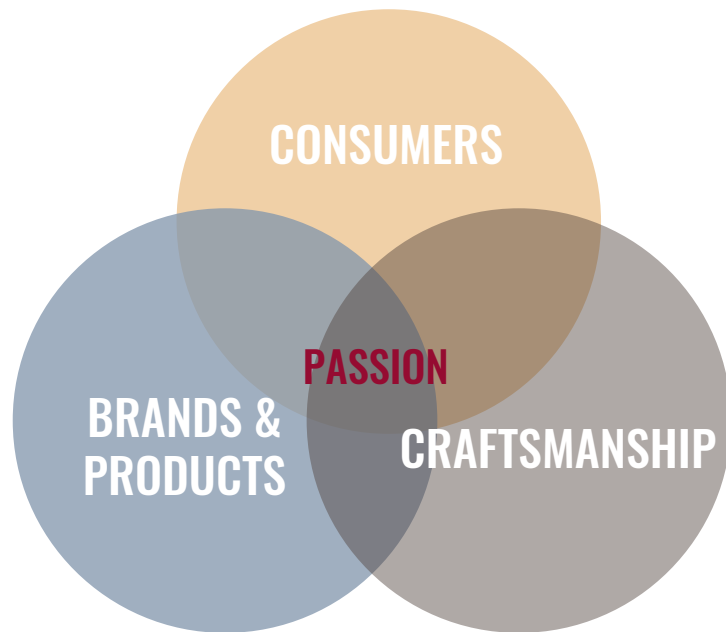 CONSUMERS
PASSION
BRANDS &
PRODUCTS
CRAFTSMANSHIP